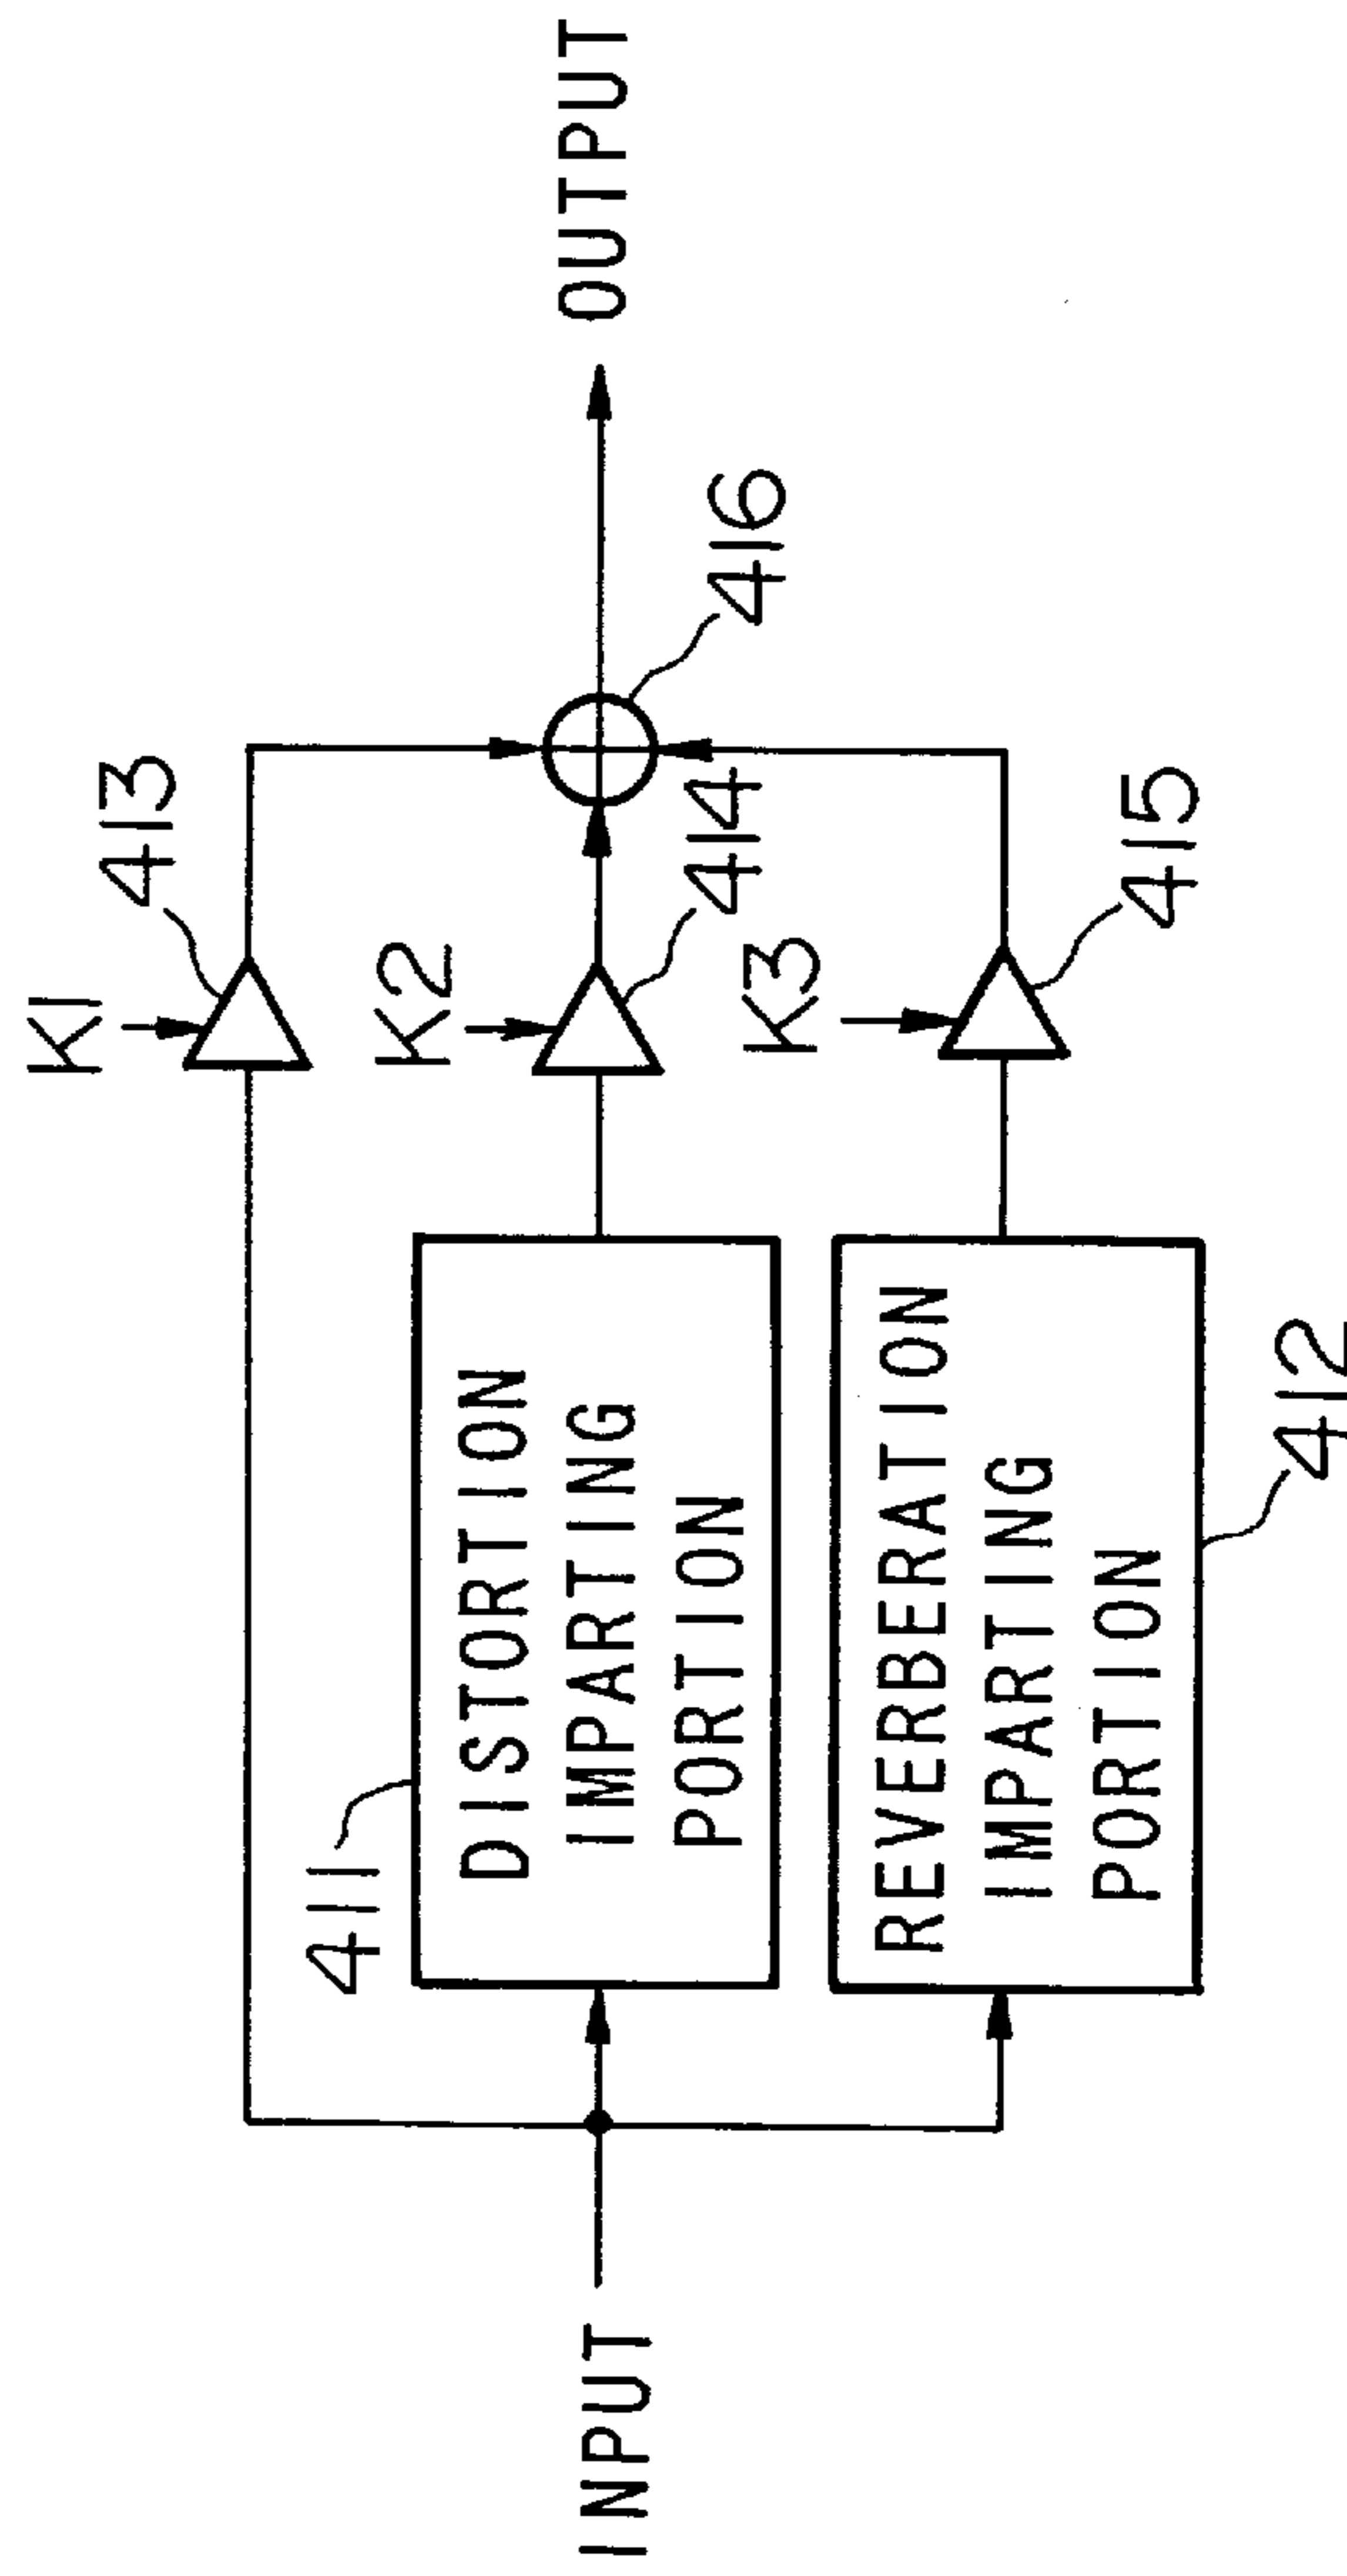 K1
413
K2
414
K3
415
416
411
DISTORTION
IMPARTING
PORTION
INPUT
OUTPUT
REVERBERATION
IMPARTING
PORTION
412